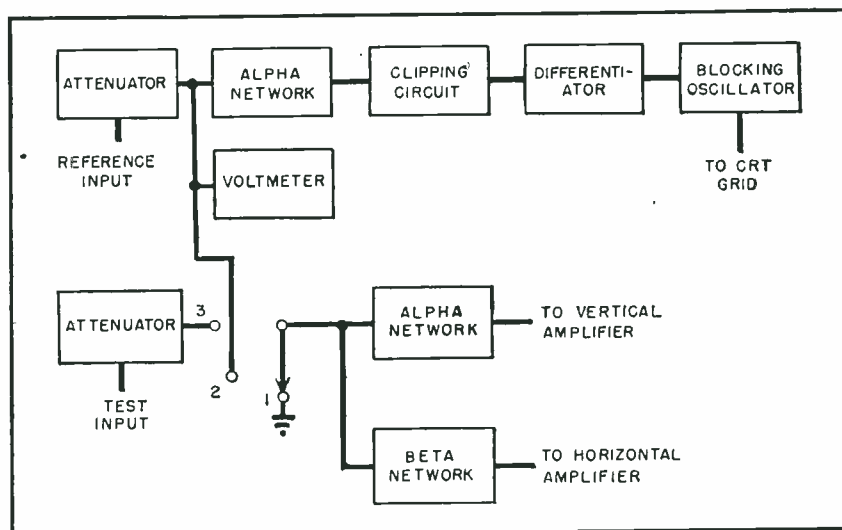 ATTENUATOR
ALPHA
NETWORK
CLIPPING
CIRCUIT
DIFFERENTI-
ATOR
BLOCKING
OSCILLATOR
REFERENCE
INPUT
VOLTMETER
TO CRT
GRID
ATTENUATOR
3
2
1
TEST
INPUT
ALPHA
NETWORK
TO VERTICAL
AMPLIFIER
BETA
NETWORK
TO HORIZONTAL
AMPLIFIER